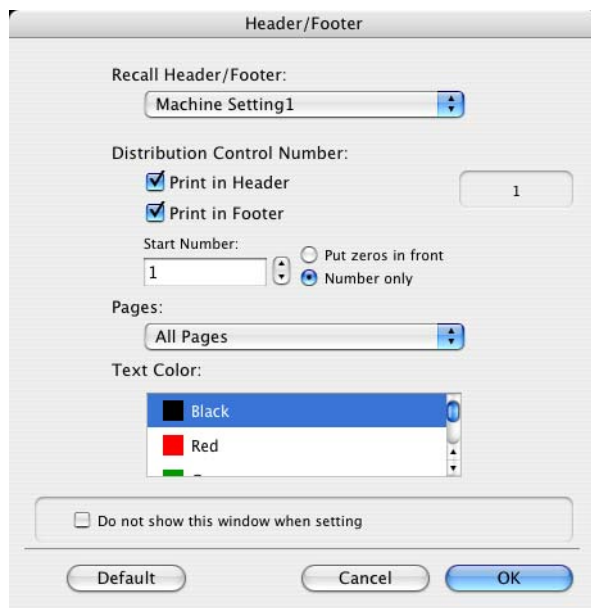 Header/Footer
Recall Header/Footer:
Machine Setting1
Distribution Control Number:
Print in Header
1
Print in Footer
Start Number:
1
Put zeros in front
Number only
Pages:
All Pages
Text Color:
Black
Red
Do not show this window when setting
Default
Cancel
OK